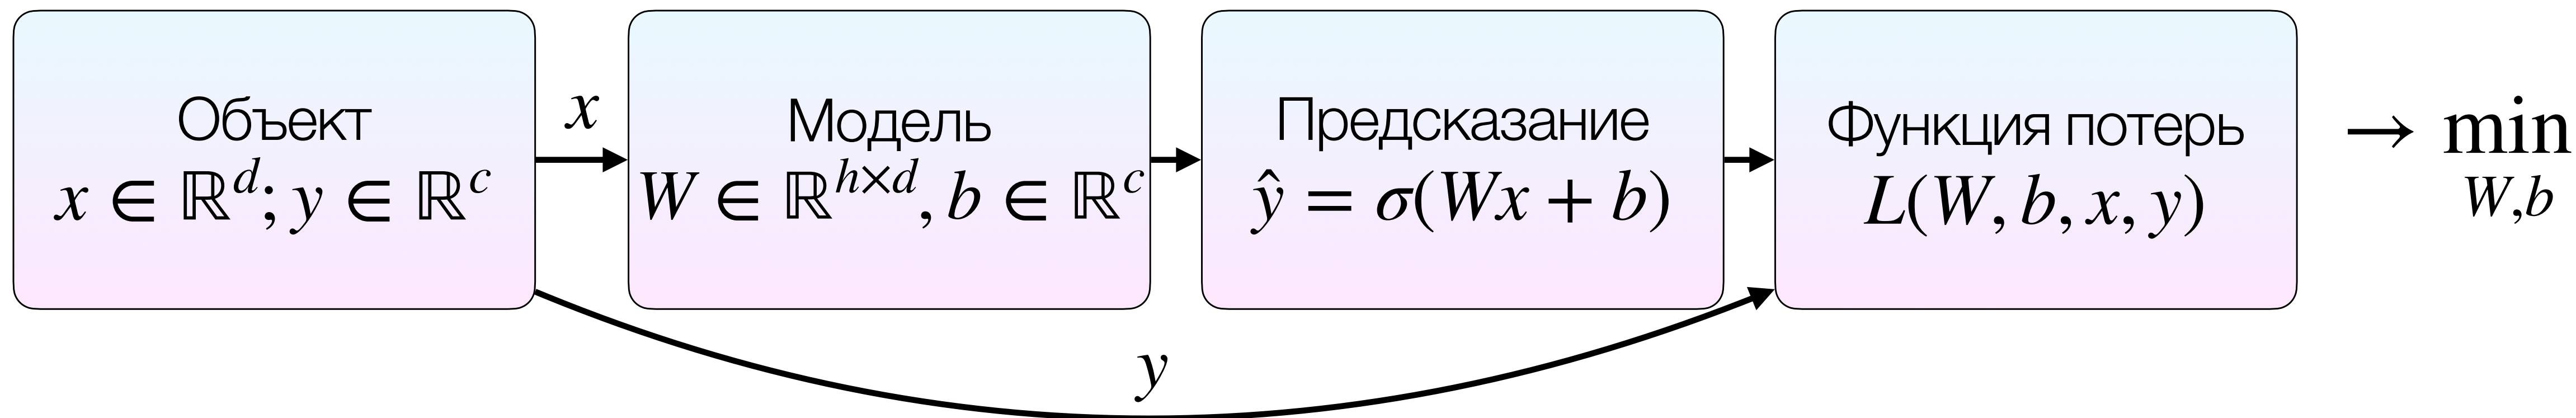 Объект
x ∈ ℝ^d; y ∈ ℝ^c
x
Модель
W ∈ ℝ^{h×d}, b ∈ ℝ^c
Предсказание
ŷ = σ(Wx + b)
Функция потерь
L(W, b, x, y)
→ min
W,b
y